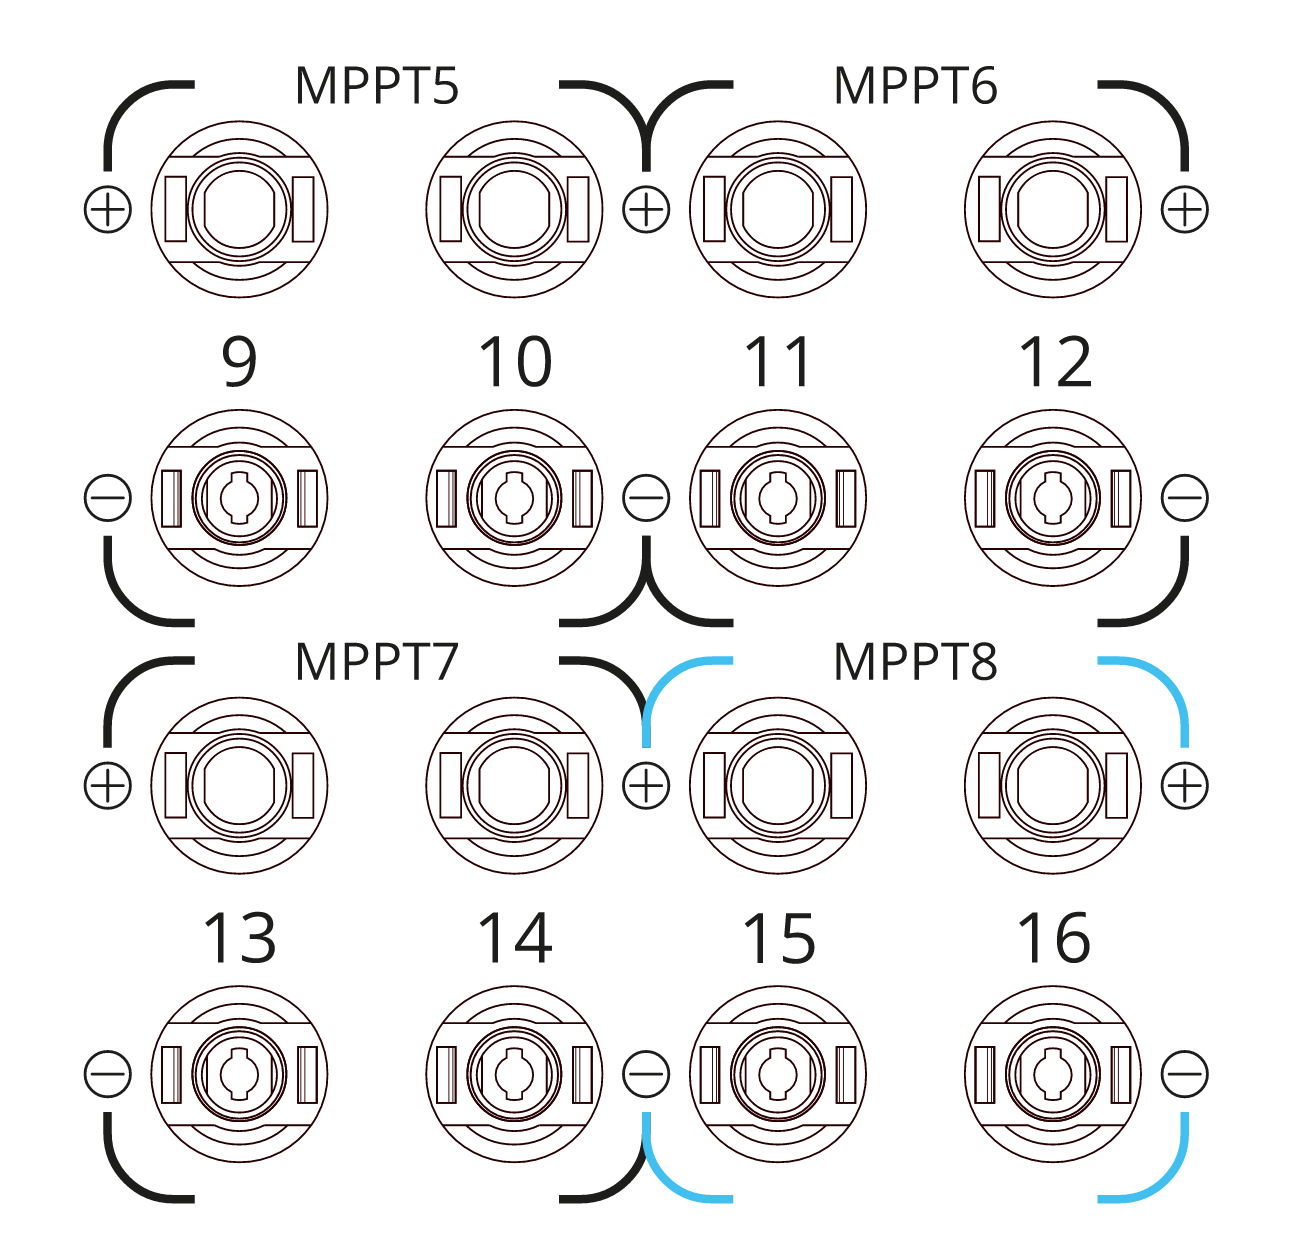 MPPT5 MPPT6
+ + +
9 10 11 12
− − −
MPPT7 MPPT8
+ + +
13 14 15 16
− − −